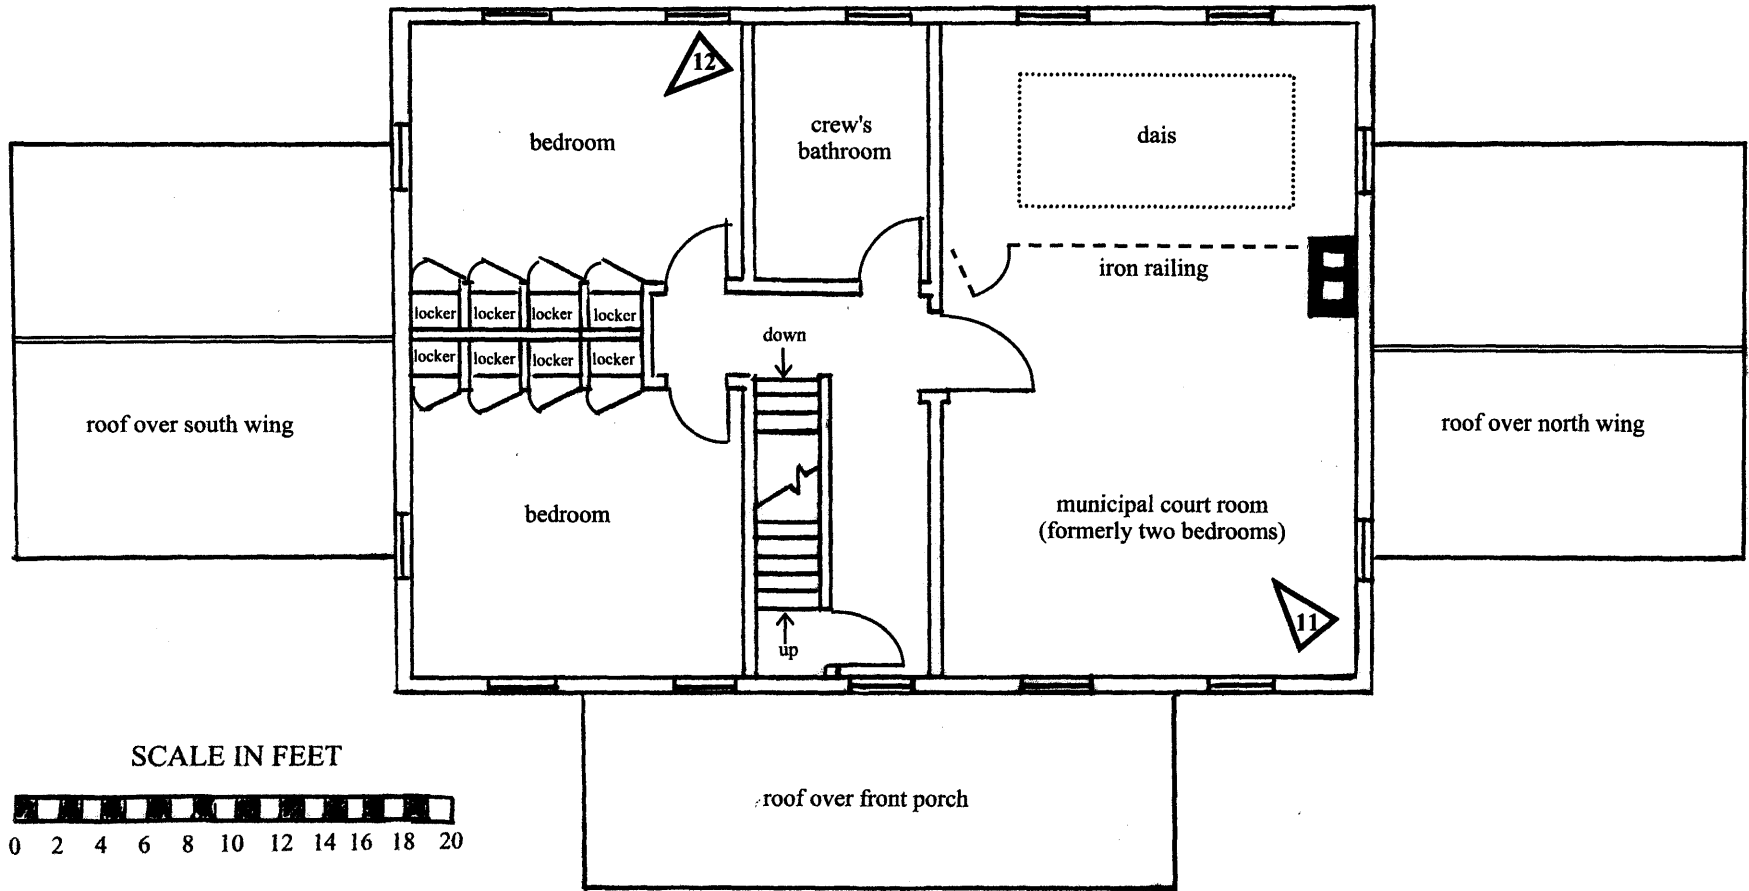 12
bedroom
crew's
bathroom
dais
iron railing
locker locker locker locker
locker locker locker locker
down
roof over south wing
roof over north wing
bedroom
municipal court room
(formerly two bedrooms)
11
up
SCALE IN FEET
0 2 4 6 8 10 12 14 16 18 20
roof over front porch